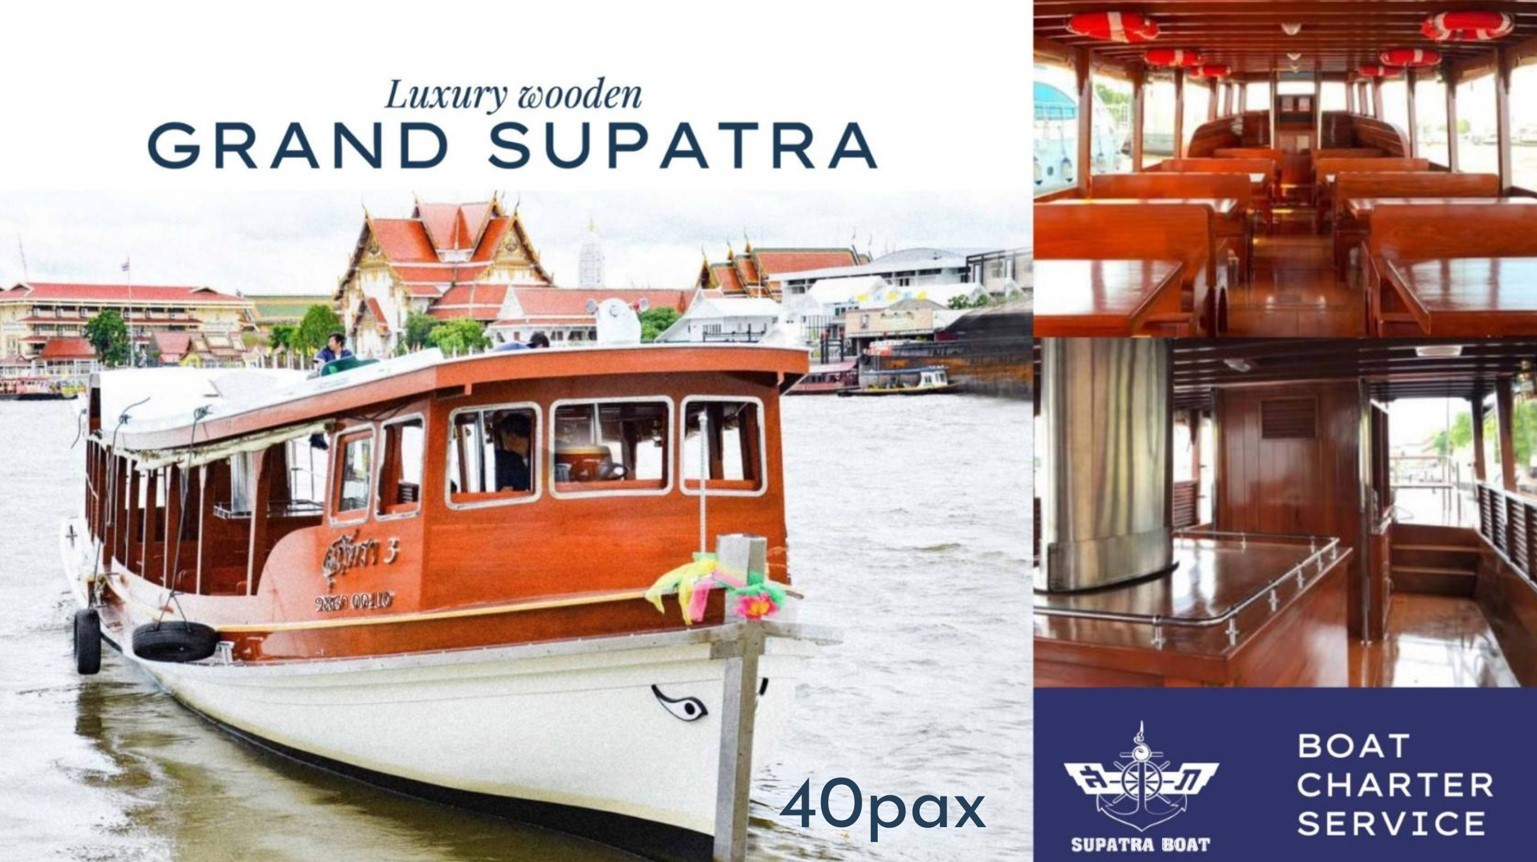 Luxury wooden
GRAND SUPATRA
40pax
BOAT
CHARTER
SERVICE
SUPATRA BOAT